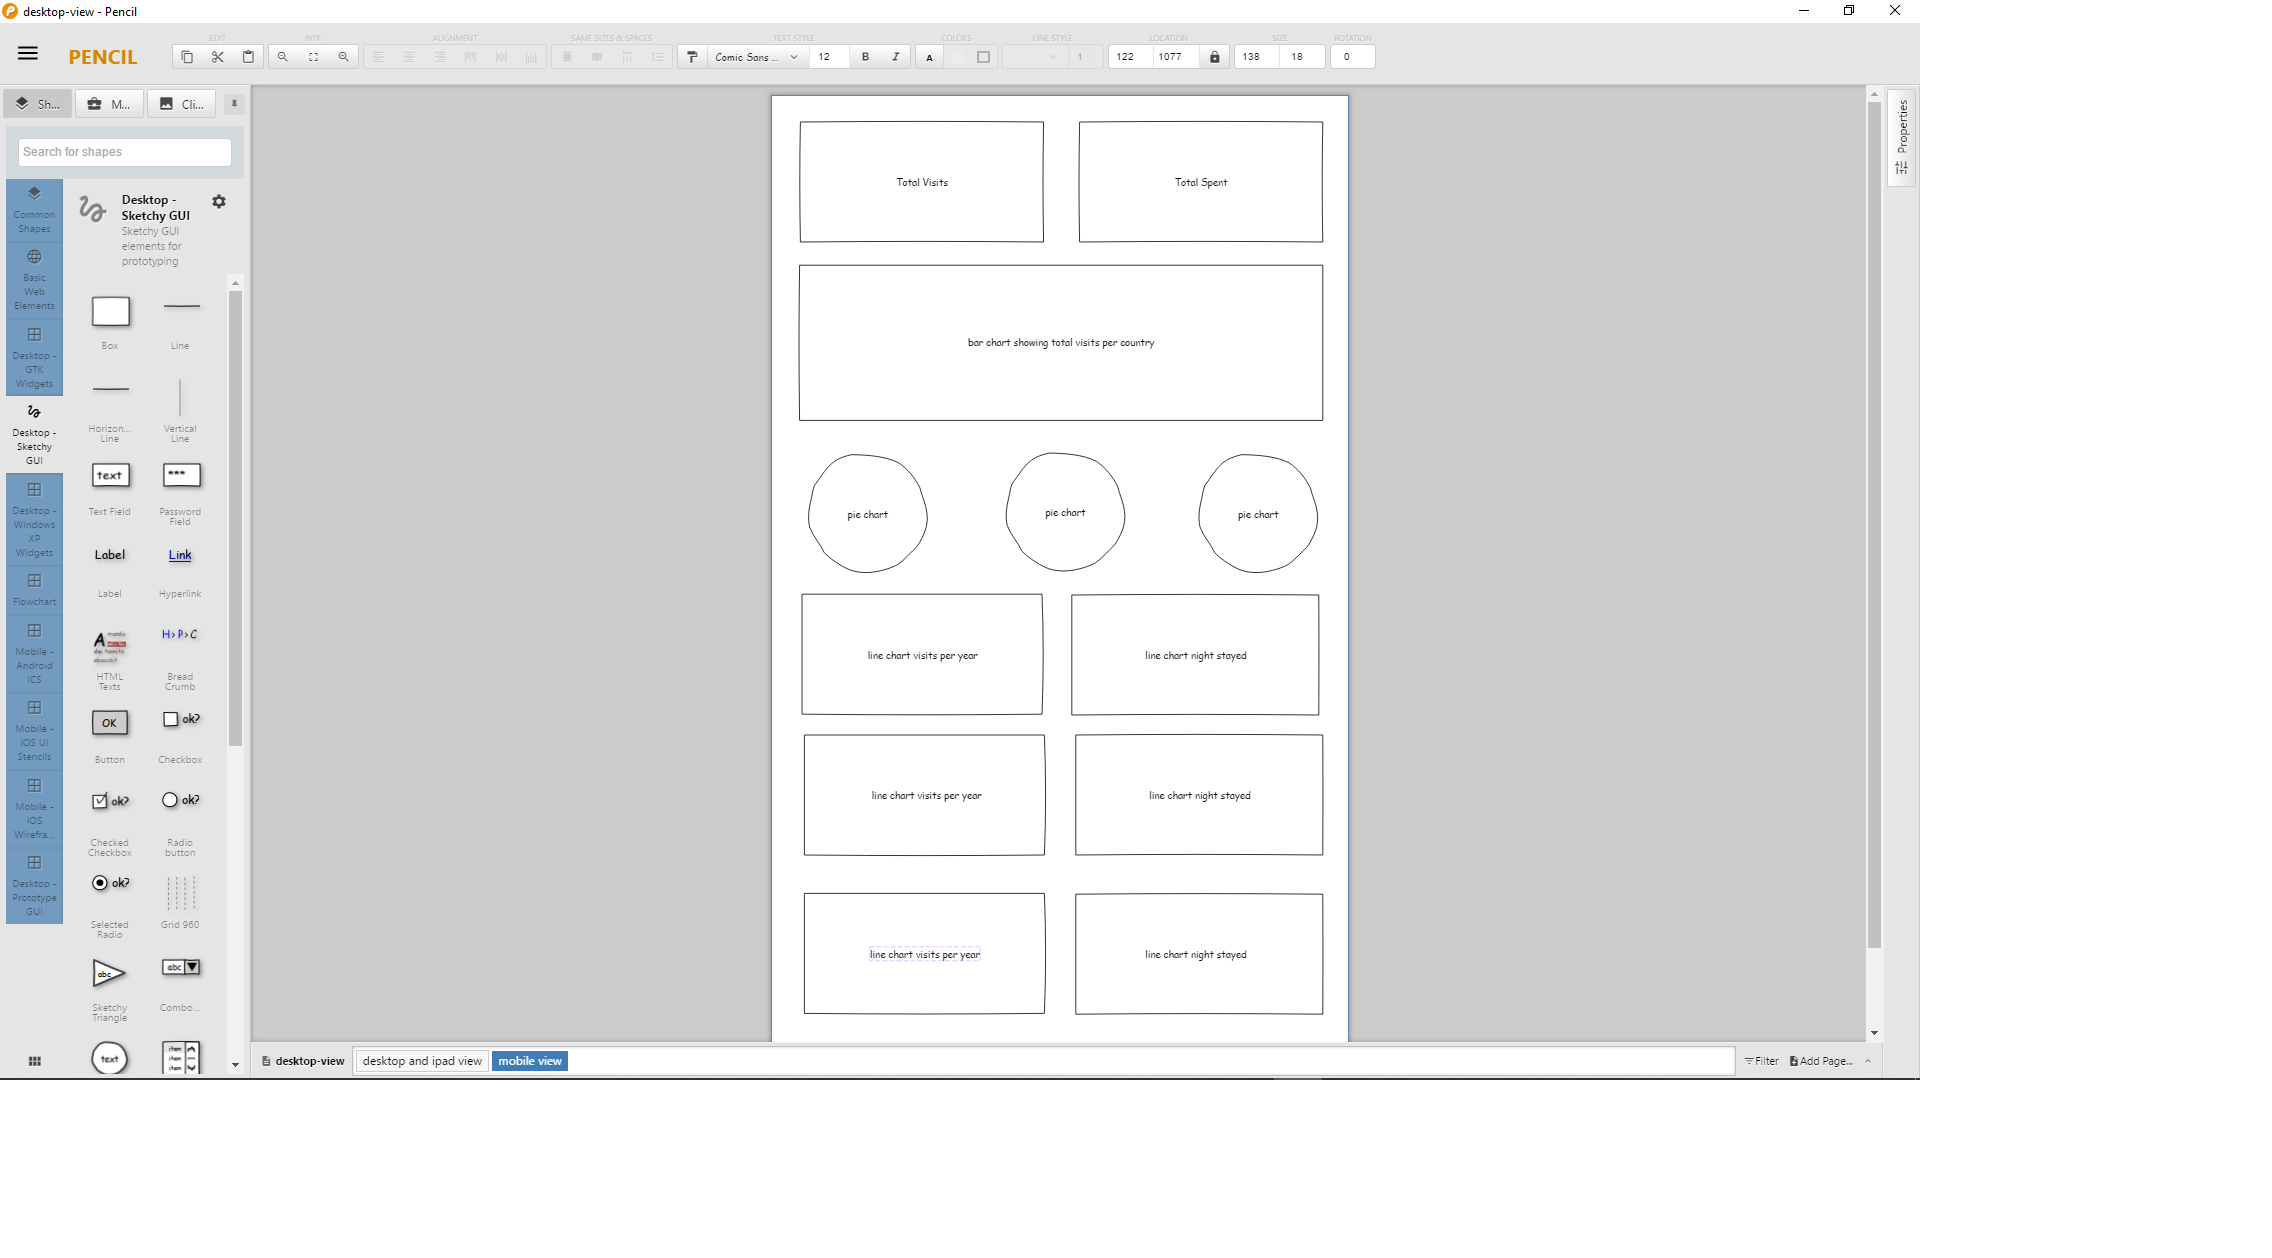 desktop-view - Pencil
EDIT
80%
ALIGNMENT
SAME SIZES & SPACES
TEXT STYLE
COLORS
LINE STYLE
LOCATION
SIZE
ROTATION
PENCIL
Comic Sans ...
12
B
I
A
1
122
1077
138
18
0
Sh...
M...
Cli...
Properties
Search for shapes
Common
Shapes
Basic
Web
Elements
Desktop -
GTK
Widgets
Desktop -
Sketchy
GUI
Desktop -
Windows
XP
Widgets
Flowchart
Mobile -
Android
ICS
Mobile -
iOS UI
Stencils
Mobile -
iOS
Wirefra...
Desktop -
Prototype
GUI
Desktop -
Sketchy GUI
Sketchy GUI
elements for
prototyping
Box
Line
Horizon...
Line
Vertical
Line
text
***
Text Field
Password
Field
Label
Link
Label
Hyperlink
A
H>P>C
HTML
Texts
Bread
Crumb
OK
ok?
Button
Checkbox
ok?
ok?
Checked
Checkbox
Radio
button
ok?
Selected
Radio
Grid 960
abc
abc
Sketchy
Triangle
Combo...
text
item
item
item
Total Visits
Total Spent
bar chart showing total visits per country
pie chart
pie chart
pie chart
line chart visits per year
line chart night stayed
line chart visits per year
line chart night stayed
line chart visits per year
line chart night stayed
desktop-view
desktop and ipad view
mobile view
Filter
Add Page...